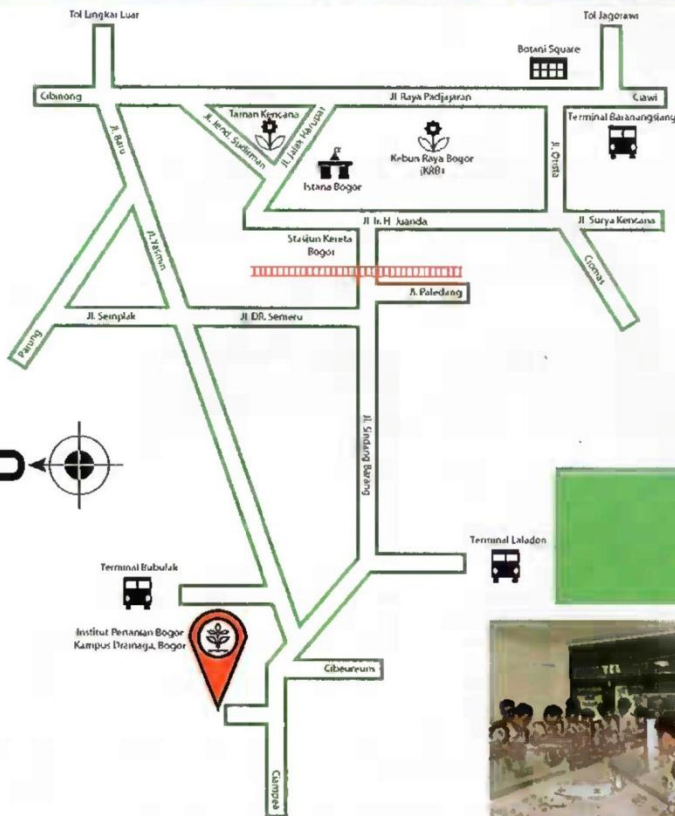 Tol Lingkar Luar
Tol Jagorawi
Botani Square
Cibinong
Jl. Raya Padjajaran
Ciawi
Taman Kencana
Terminal Baranangsiang
Jl. Baru
Jl. Jend. Sudirman
Jl. Jalak Harupat
Kebun Raya Bogor
(KRB)
Jl. Otista
Istana Bogor
Jl. Ir. H. Juanda
Jl. Surya Kencana
Jl. Yasmin
Stasiun Kereta
Bogor
Ciomas
Jl. Paledang
Jl. Semplak
Jl. DR. Semeru
Parung
Jl. Sindang Barang
U
Terminal Laladon
Terminal Bubulak
Institut Pertanian Bogor
Kampus Dramaga, Bogor
Cibeureum
Ciampea